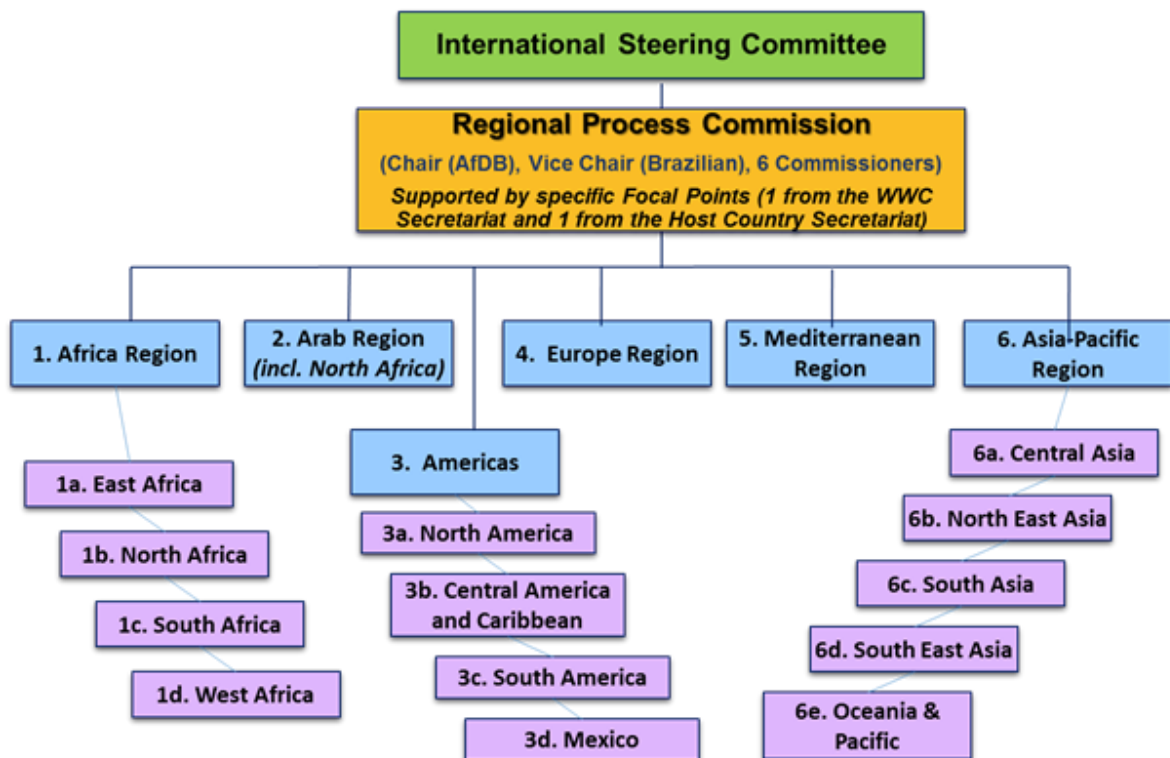 International Steering Committee
Regional Process Commission
(Chair (AfDB), Vice Chair (Brazilian), 6 Commissioners)
Supported by specific Focal Points (1 from the WWC
Secretariat and 1 from the Host Country Secretariat)
1. Africa Region
2. Arab Region
(incl. North Africa)
4. Europe Region
5. Mediterranean
Region
6. Asia-Pacific
Region
3. Americas
1a. East Africa
1b. North Africa
1c. South Africa
1d. West Africa
3a. North America
3b. Central America
and Caribbean
3c. South America
3d. Mexico
6a. Central Asia
6b. North East Asia
6c. South Asia
6d. South East Asia
6e. Oceania &
Pacific